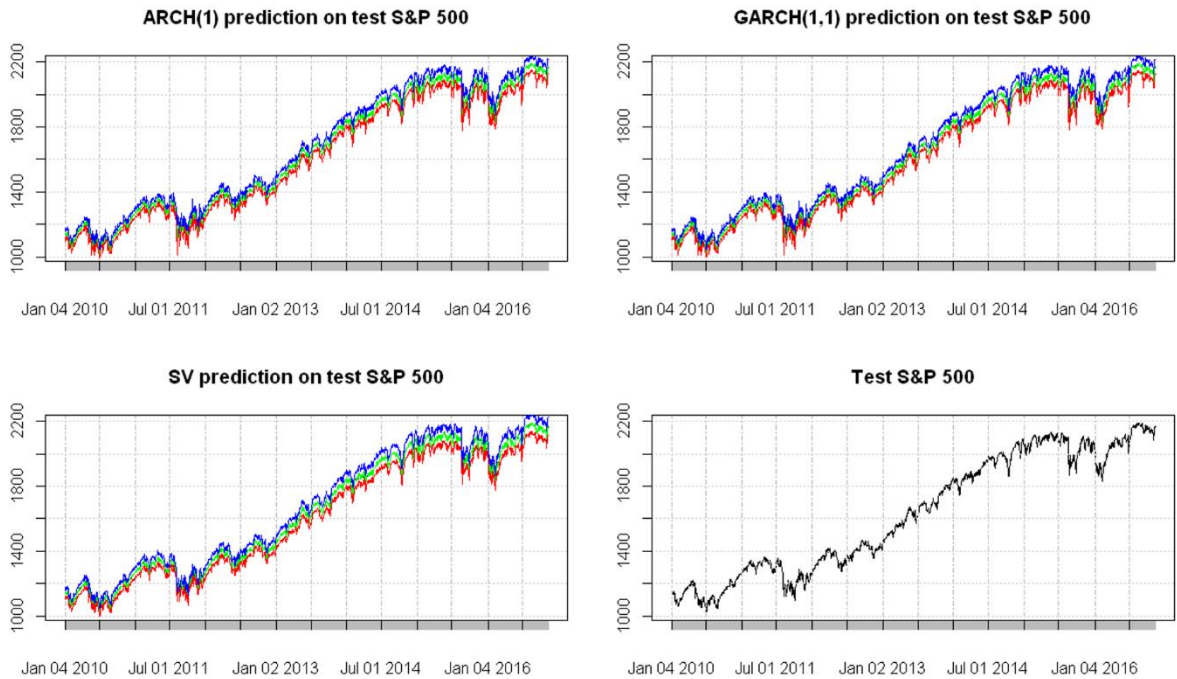 ARCH(1) prediction on test S&P 500
2200
1800
1400
1000
Jan 04 2010 Jul 01 2011 Jan 02 2013 Jul 01 2014 Jan 04 2016
GARCH(1,1) prediction on test S&P 500
2200
1800
1400
1000
Jan 04 2010 Jul 01 2011 Jan 02 2013 Jul 01 2014 Jan 04 2016
SV prediction on test S&P 500
2200
1800
1400
1000
Jan 04 2010 Jul 01 2011 Jan 02 2013 Jul 01 2014 Jan 04 2016
Test S&P 500
2200
1800
1400
1000
Jan 04 2010 Jul 01 2011 Jan 02 2013 Jul 01 2014 Jan 04 2016